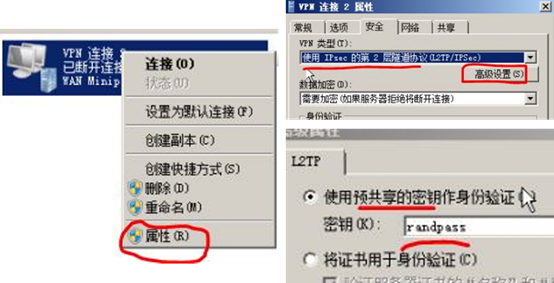 VPN 连接 2
已断开连接
WAN Minip
连接(O)
状态(U)
设置为默认连接(F)
创建副本(C)
创建快捷方式(S)
删除(D)
重命名(M)
属性(R)
VPN 连接 2 属性
常规
选项
安全
网络
共享
VPN 类型(T):
使用 IPsec 的第 2 层隧道协议(L2TP/IPSec)
高级设置(S)
数据加密(D):
需要加密(如果服务器拒绝将断开连接)
身份验证
高级属性
L2TP
使用预共享的密钥作身份验证
密钥(K):
randpass
将证书用于身份验证(C)